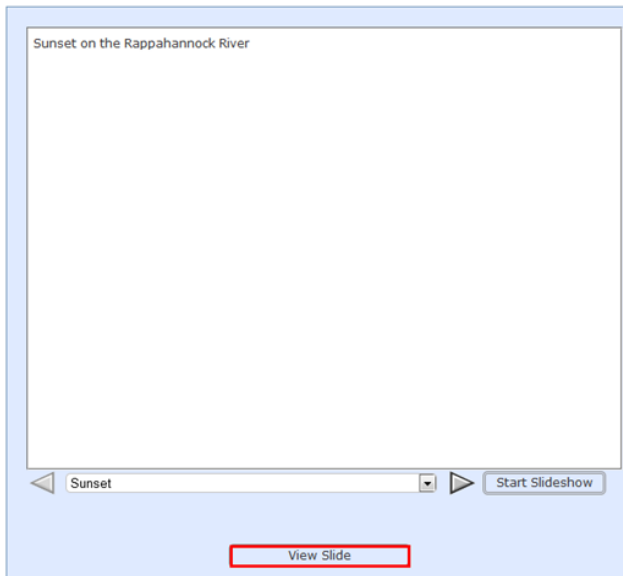 Sunset on the Rappahannock River
Sunset
Start Slideshow
View Slide